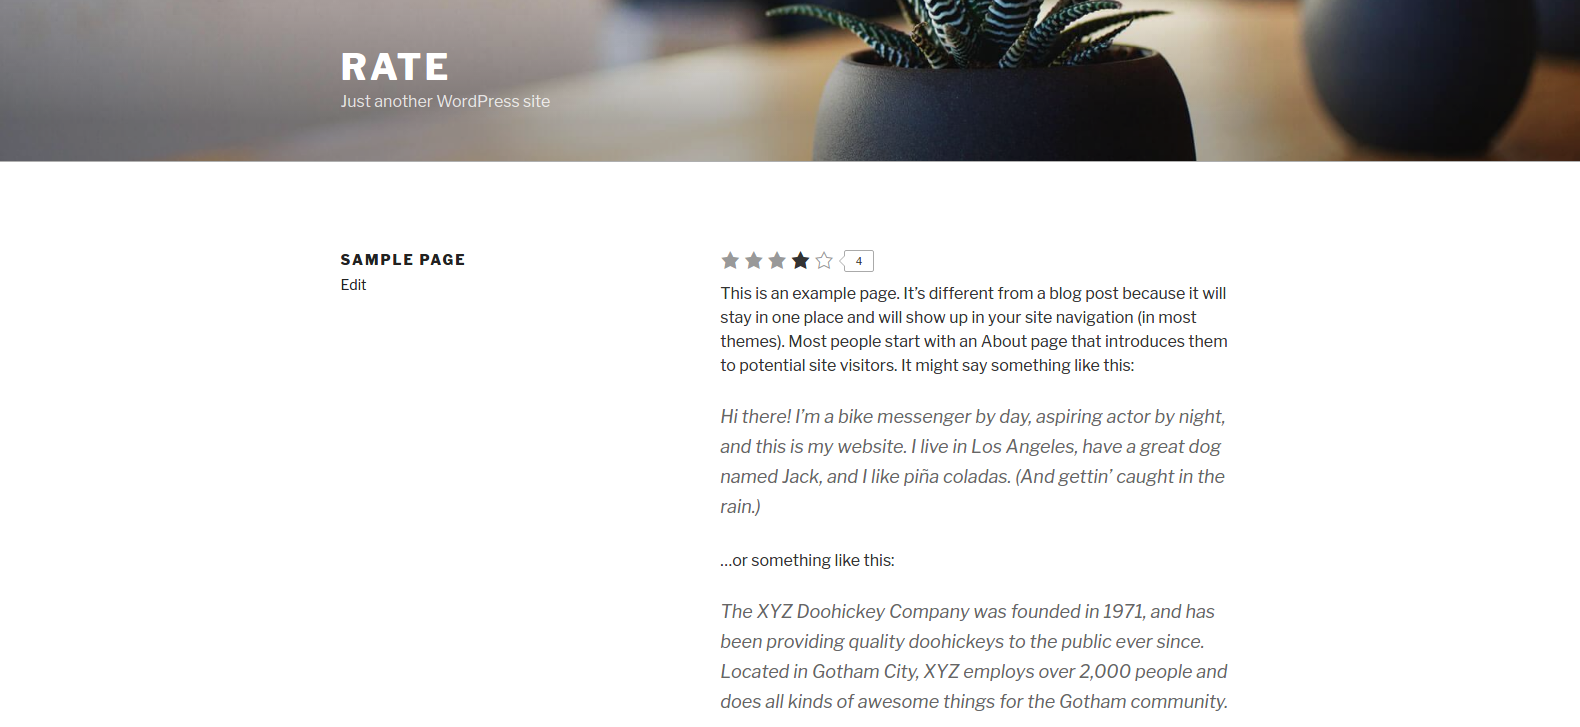 RATE
Just another WordPress site
SAMPLE PAGE
Edit
4
This is an example page. It’s different from a blog post because it will
stay in one place and will show up in your site navigation (in most
themes). Most people start with an About page that introduces them
to potential site visitors. It might say something like this:
Hi there! I’m a bike messenger by day, aspiring actor by night,
and this is my website. I live in Los Angeles, have a great dog
named Jack, and I like piña coladas. (And gettin’ caught in the
rain.)
…or something like this:
The XYZ Doohickey Company was founded in 1971, and has
been providing quality doohickeys to the public ever since.
Located in Gotham City, XYZ employs over 2,000 people and
does all kinds of awesome things for the Gotham community.